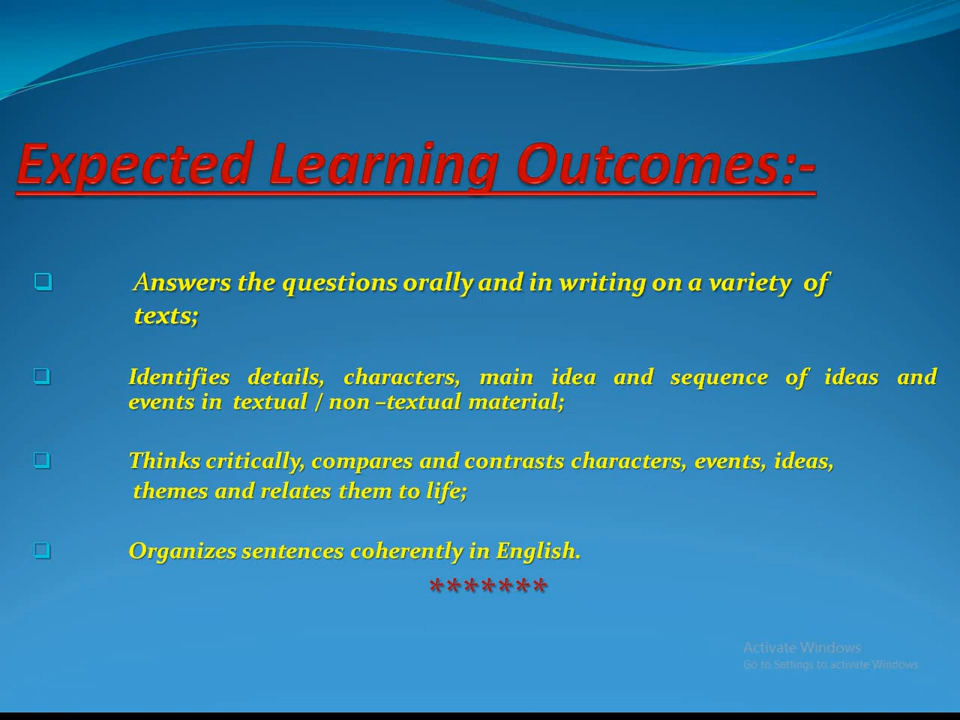 Expected Learning Outcomes:-
Answers the questions orally and in writing on a variety of
texts;
Identifies details, characters, main idea and sequence of ideas and
events in textual / non –textual material;
Thinks critically, compares and contrasts characters, events, ideas,
themes and relates them to life;
Organizes sentences coherently in English.
*******
Activate Windows
Go to Settings to activate Windows